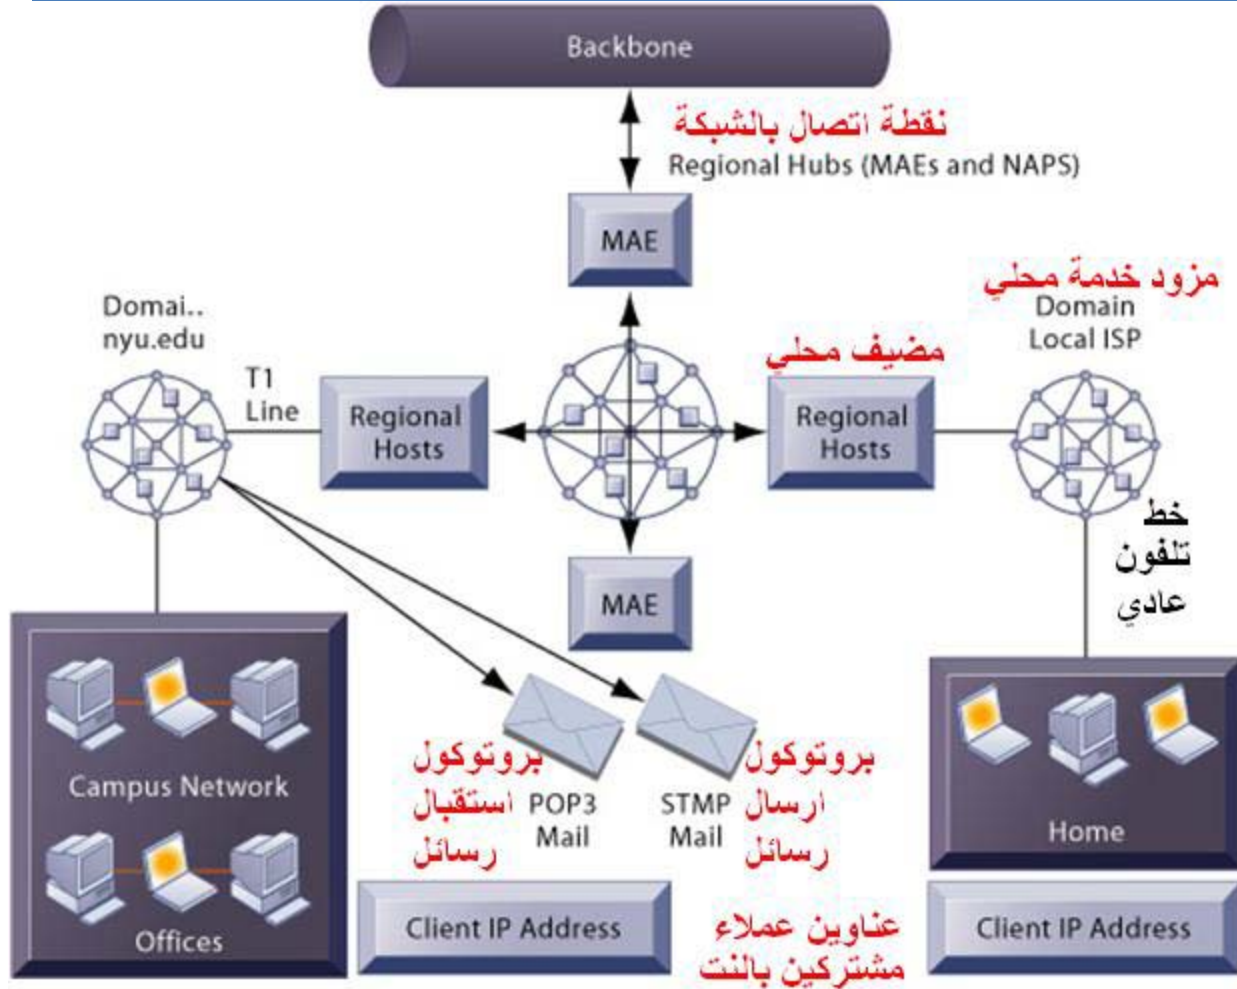 Backbone
نقطة اتصال بالشبكة
Regional Hubs (MAEs and NAPS)
MAE
مزود خدمة محلي
Domain
Local ISP
Domai..
nyu.edu
T1
Line
Regional
Hosts
مضيف محلي
Regional
Hosts
خط
تلفون
عادي
MAE
Campus Network
Offices
بروتوكول
استقبال
رسائل
POP3
Mail
STMP
Mail
بروتوكول
ارسال
رسائل
Home
Client IP Address
عناوين عملاء
مشتركين بالنت
Client IP Address